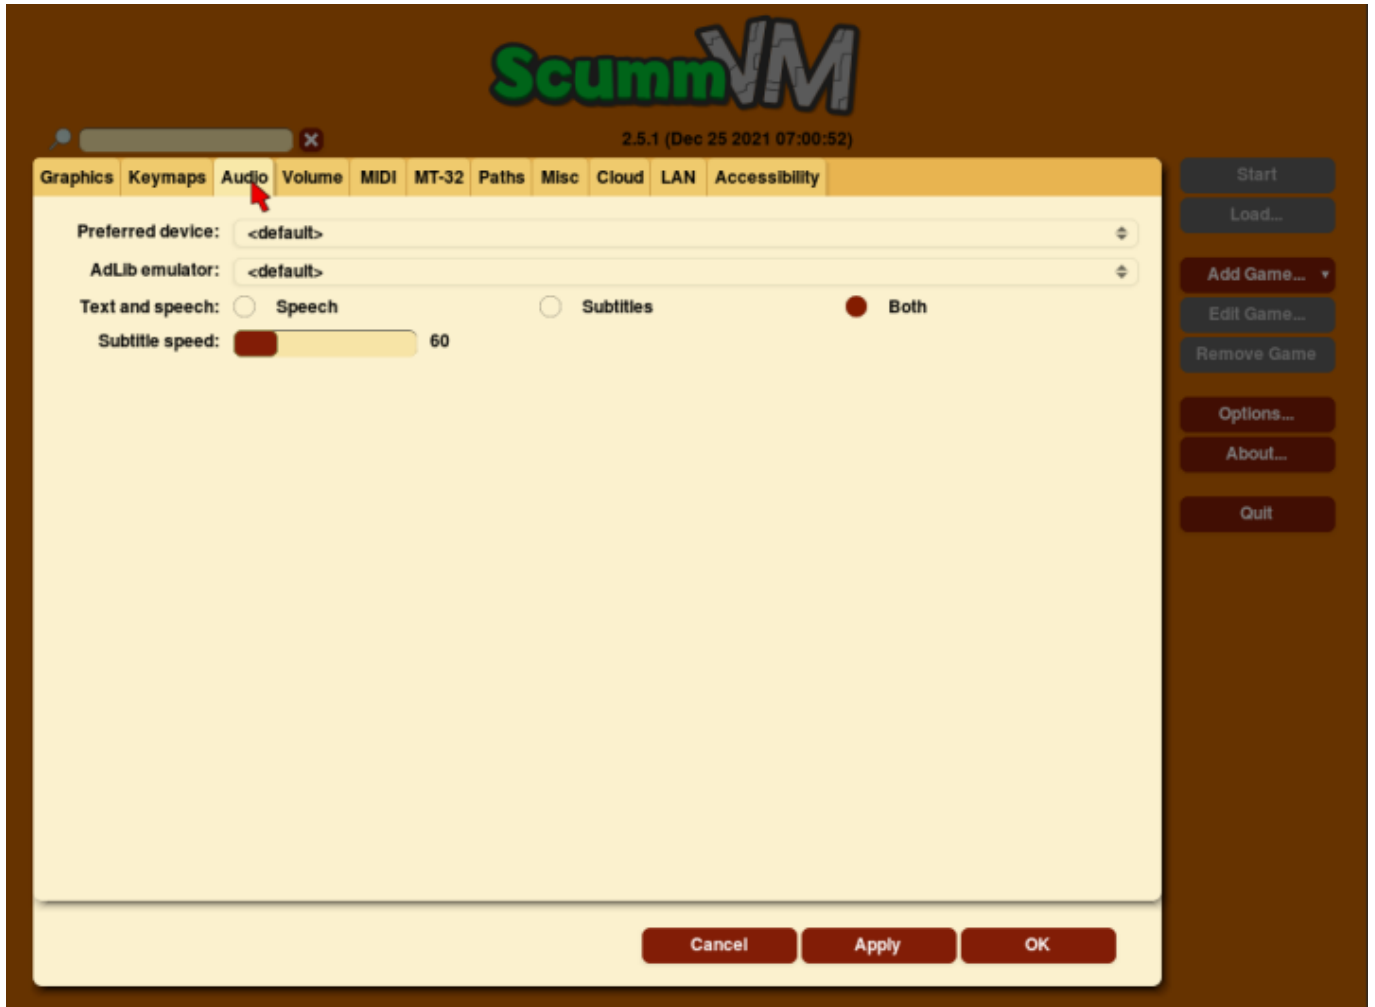 ScummVM
2.5.1 (Dec 25 2021 07:00:52)
Graphics Keymaps Audio Volume MIDI MT-32 Paths Misc Cloud LAN Accessibility
Preferred device: <default>
AdLib emulator: <default>
Text and speech: Speech Subtitles Both
Subtitle speed: 60
Cancel Apply OK
Start
Load...
Add Game...
Edit Game...
Remove Game
Options...
About...
Quit